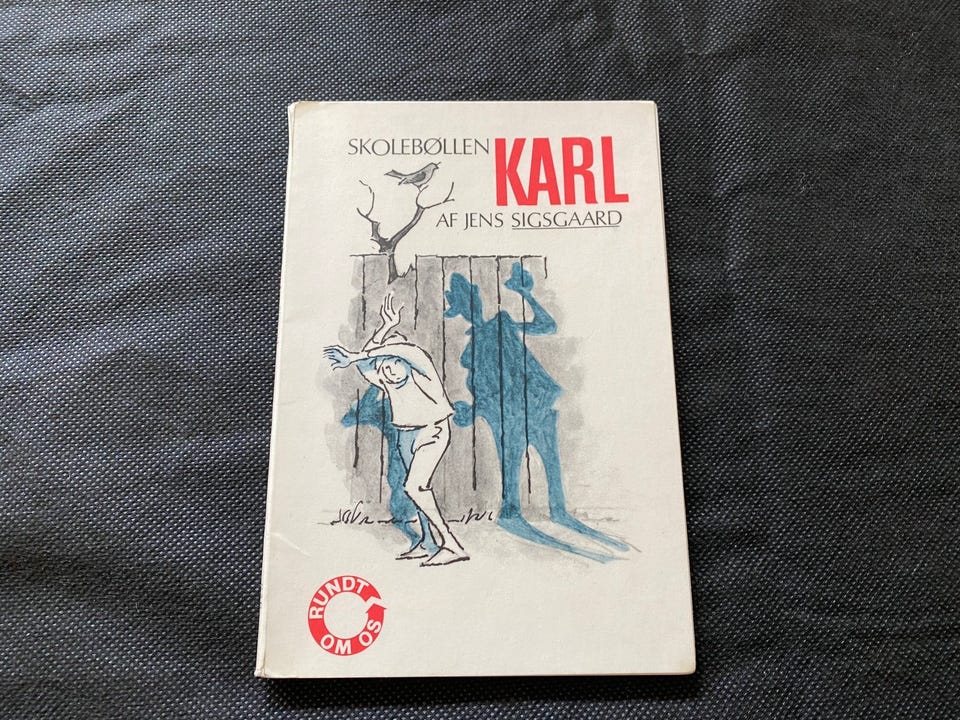 SKOLEBØLLEN KARL
AF JENS SIGSGAARD
RUNDT
OM OS